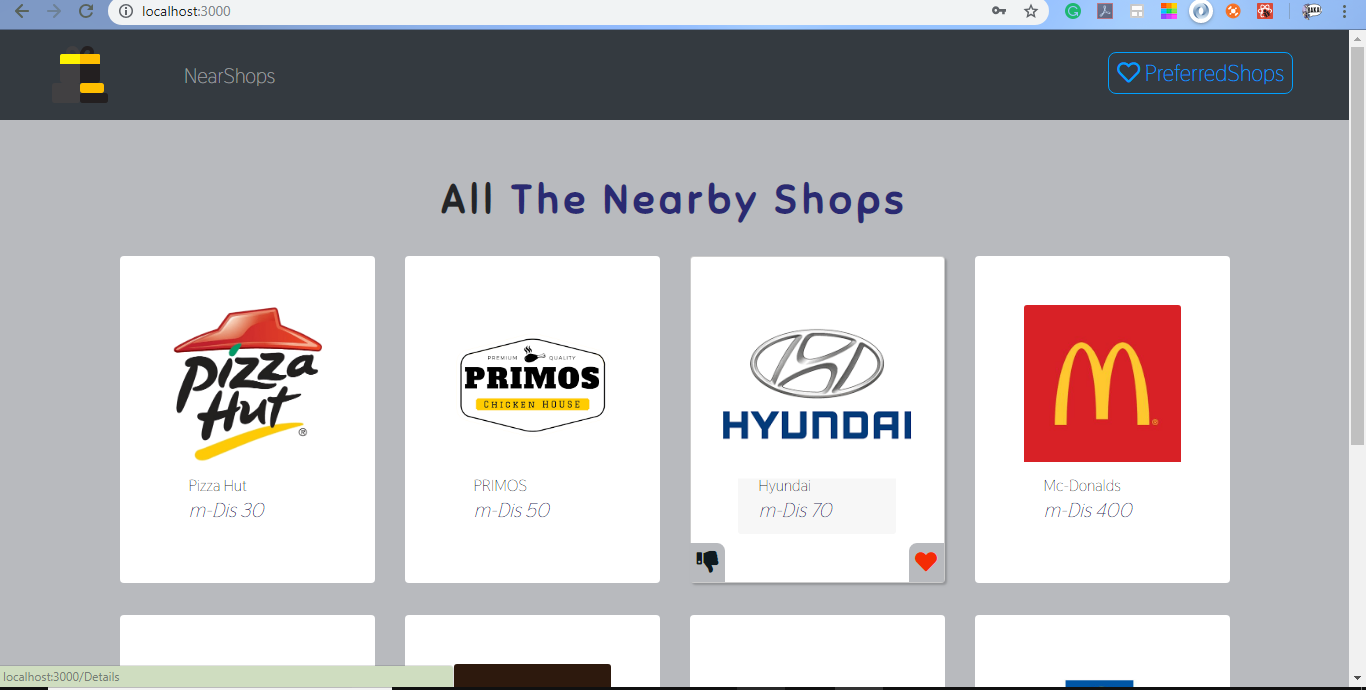 localhost:3000
NearShops
PreferredShops
All The Nearby Shops
Pizza
Hut
®
PREMIUM QUALITY
PRIMOS
CHICKEN HOUSE
HYUNDAI
M
®
Pizza Hut
m-Dis 30
PRIMOS
m-Dis 50
Hyundai
m-Dis 70
Mc-Donalds
m-Dis 400
localhost:3000/Details